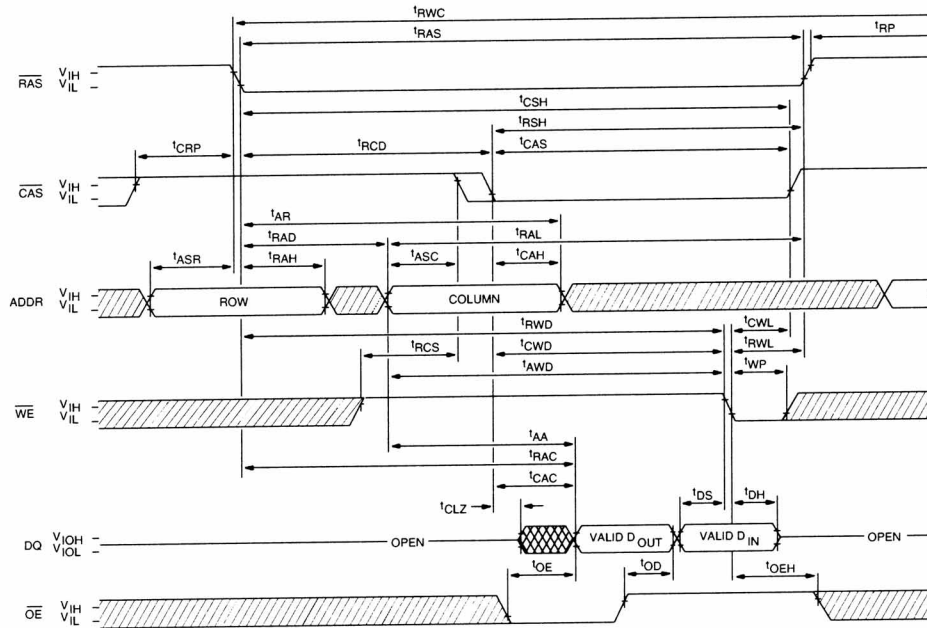 tRWC
tRAS
tRP
RAS
VIH
VIL
tCSH
tRSH
tCRP
tRCD
tCAS
CAS
VIH
VIL
tAR
tRAD
tRAL
tASR
tRAH
tASC
tCAH
ADDR
VIH
VIL
ROW
COLUMN
tRWD
tCWL
tRCS
tCWD
tRWL
tAWD
tWP
WE
VIH
VIL
tAA
tRAC
tCAC
tCLZ
tDS
tDH
DQ
VIOH
VIOL
OPEN
VALID DOUT
VALID DIN
OPEN
tOE
tOD
tOEH
OE
VIH
VIL